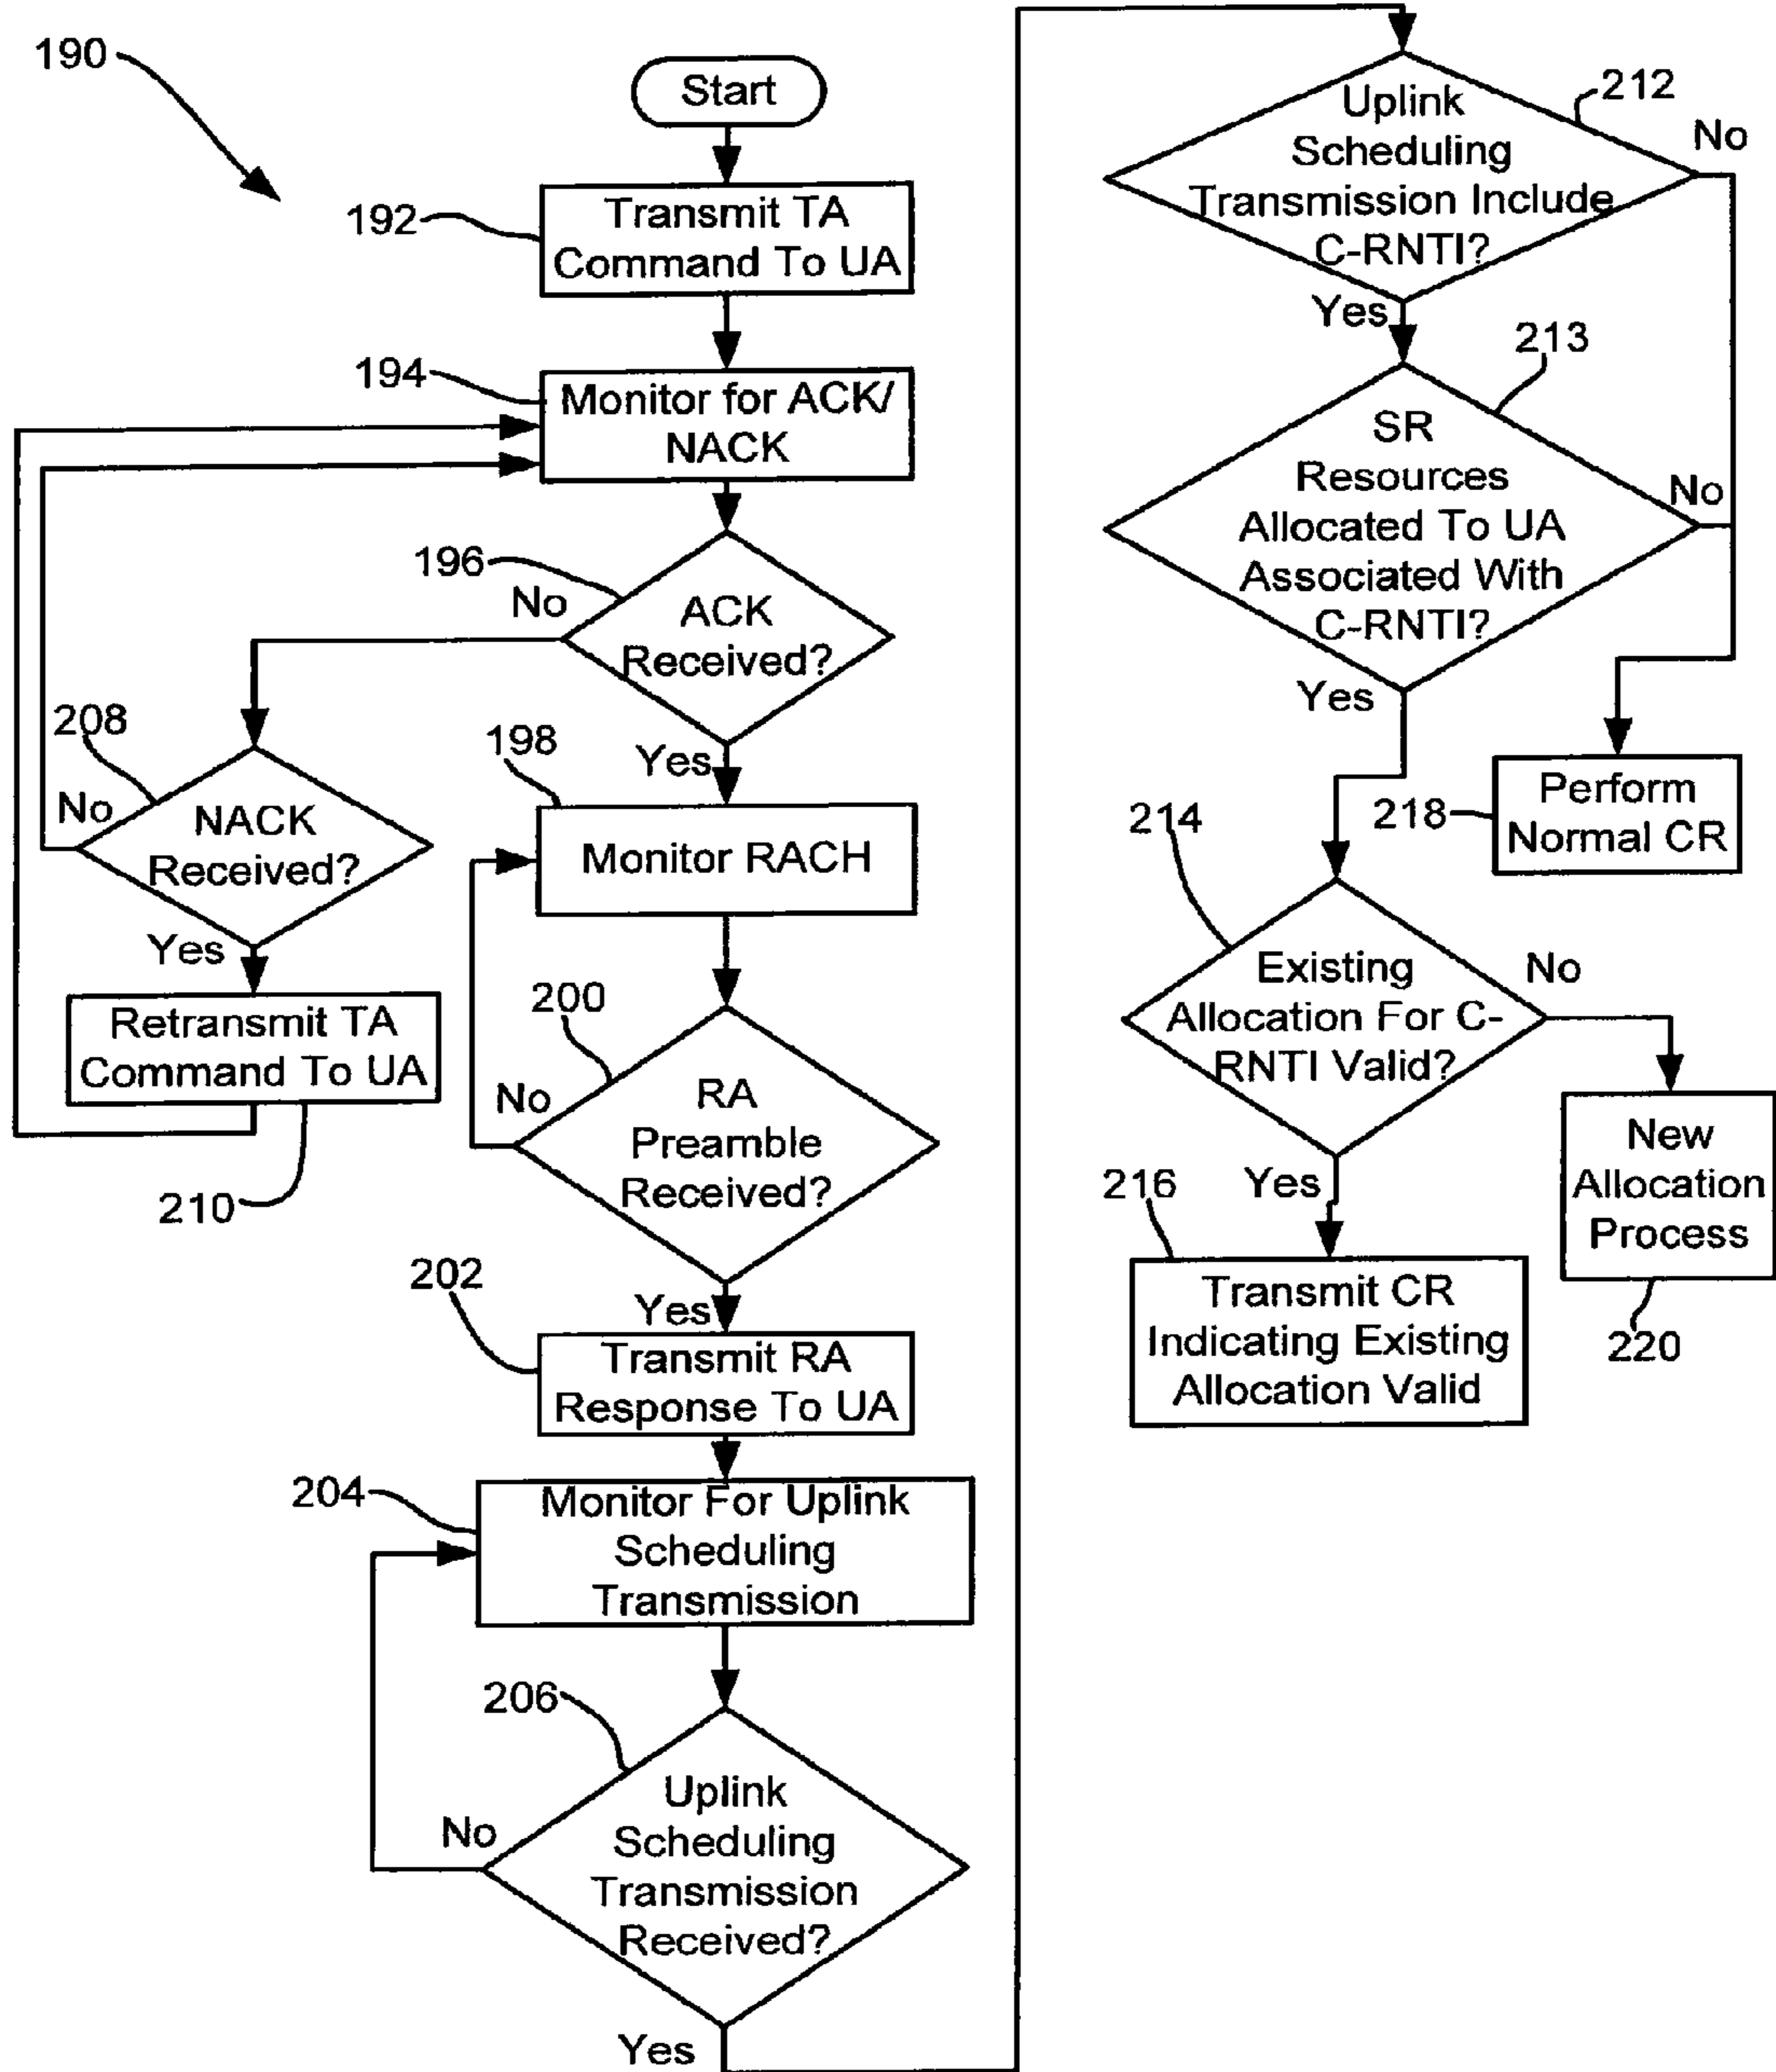 190
Start
192
Transmit TA
Command To UA
194
Monitor for ACK/
NACK
196
No
ACK
Received?
Yes
208
No
NACK
Received?
Yes
Retransmit TA
Command To UA
210
198
Monitor RACH
200
No
RA
Preamble
Received?
Yes
202
Transmit RA
Response To UA
204
Monitor For Uplink
Scheduling
Transmission
206
No
Uplink
Scheduling
Transmission
Received?
Yes
212
No
Uplink
Scheduling
Transmission Include
C-RNTI?
Yes
213
No
SR
Resources
Allocated To UA
Associated With
C-RNTI?
Yes
218
Perform
Normal CR
214
No
Existing
Allocation For C-
RNTI Valid?
Yes
216
Transmit CR
Indicating Existing
Allocation Valid
New
Allocation
Process
220